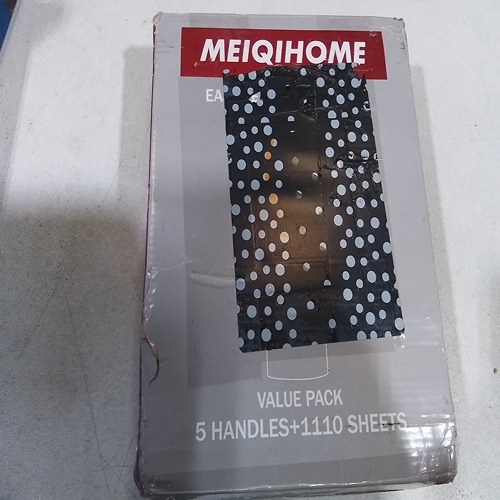 MEIQIHOME
VALUE PACK
5 HANDLES+1110 SHEETS